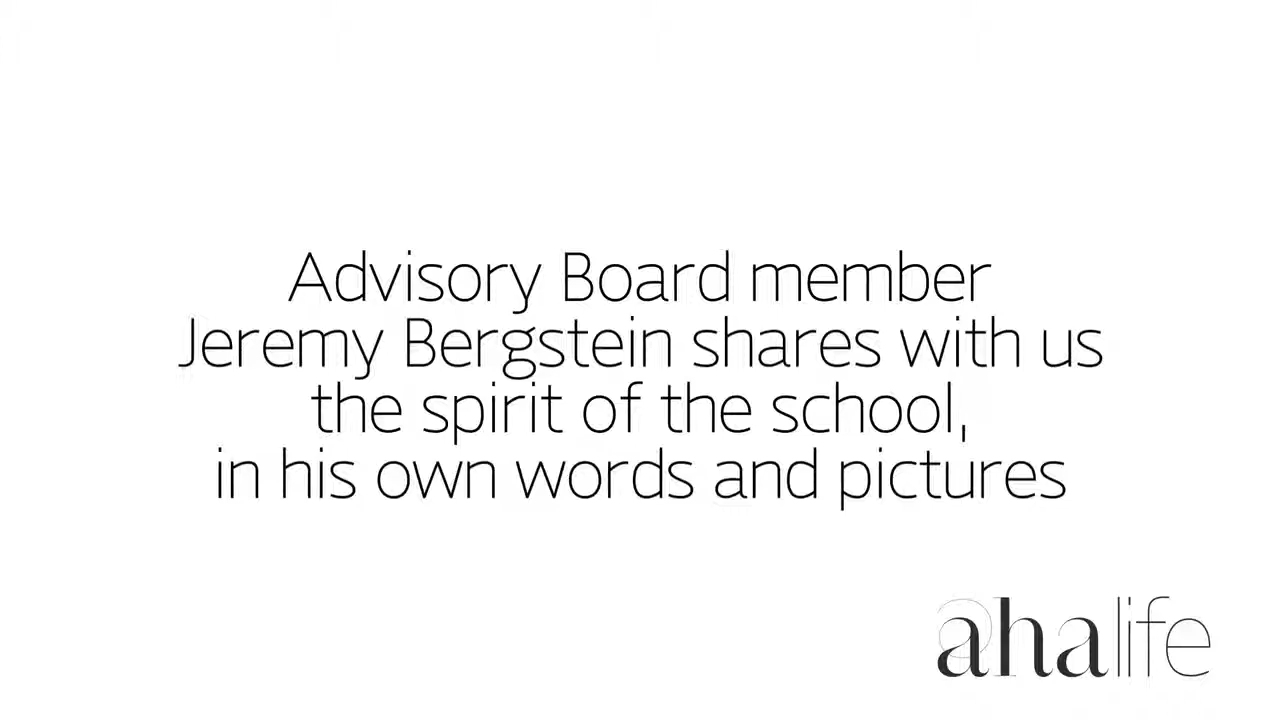 Advisory Board member
Jeremy Bergstein shares with us
the spirit of the school,
in his own words and pictures
ahalife